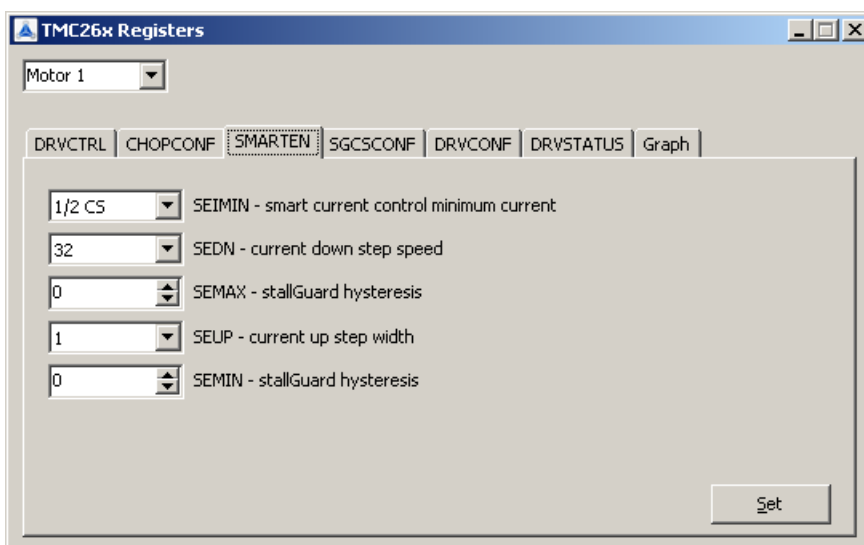 TMC26x Registers
Motor 1
DRVCTRL CHOPCONF SMARTEN SGCSCONF DRVCONF DRVSTATUS Graph
1/2 CS SEIMIN - smart current control minimum current
32 SEDN - current down step speed
0 SEMAX - stallGuard hysteresis
1 SEUP - current up step width
0 SEMIN - stallGuard hysteresis
Set